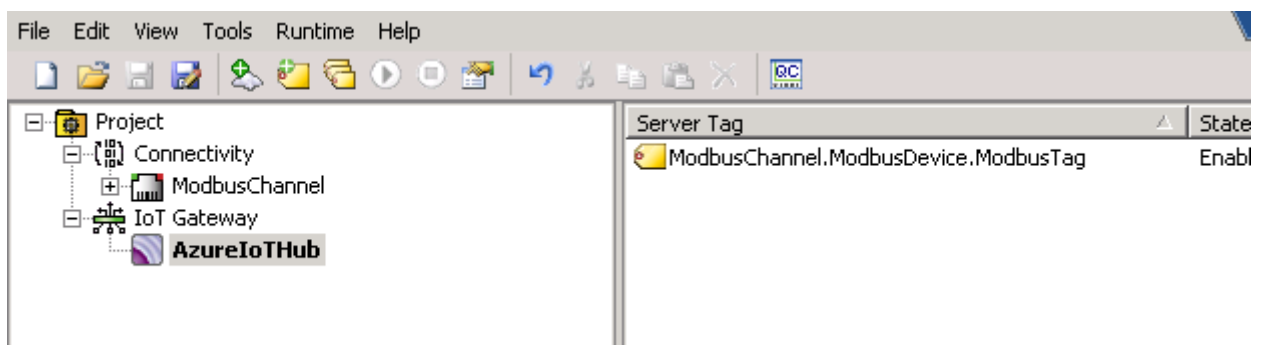 File Edit View Tools Runtime Help
QC
Project
Connectivity
ModbusChannel
IoT Gateway
AzureIoTHub
Server Tag State
ModbusChannel.ModbusDevice.ModbusTag Enabl